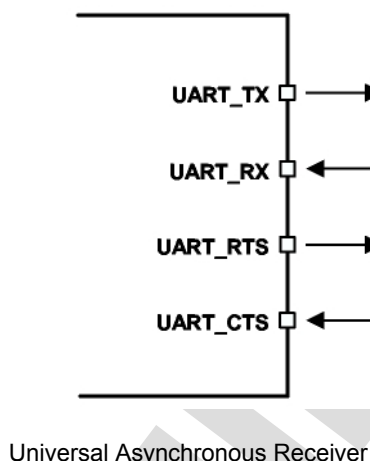 UART_TX
UART_RX
UART_RTS
UART_CTS
Universal Asynchronous Receiver